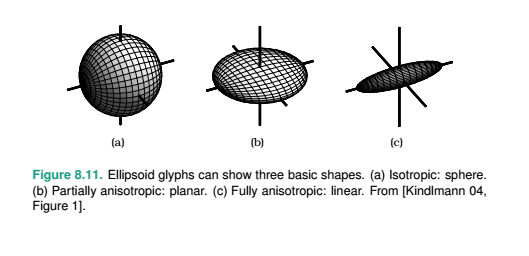 (a) (b) (c)
Figure 8.11. Ellipsoid glyphs can show three basic shapes. (a) Isotropic: sphere.
(b) Partially anisotropic: planar. (c) Fully anisotropic: linear. From [Kindlmann 04,
Figure 1].